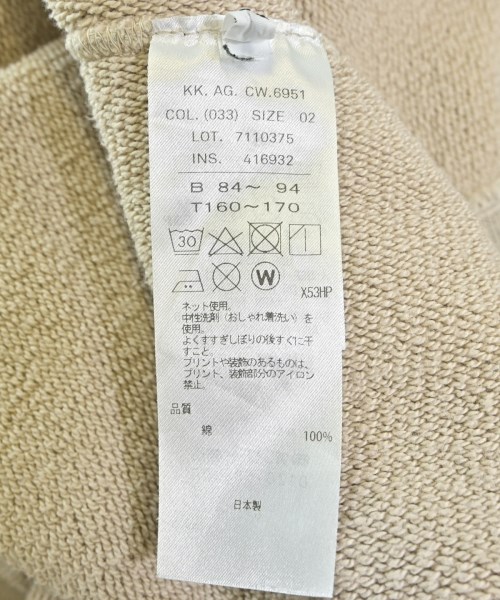 KK. AG. CW.6951
COL. (033) SIZE 02
LOT. 7110375
INS. 416932
B 84～ 94
T160～170
30
W
X53HP
ネット使用。
中性洗剤（おしゃれ着洗い）を
使用。
よくすすぎしぼりの後すぐに干
すこと。
プリントや装飾のあるものは、
プリント、装飾部分のアイロン
禁止。
品質
綿 100%
日本製